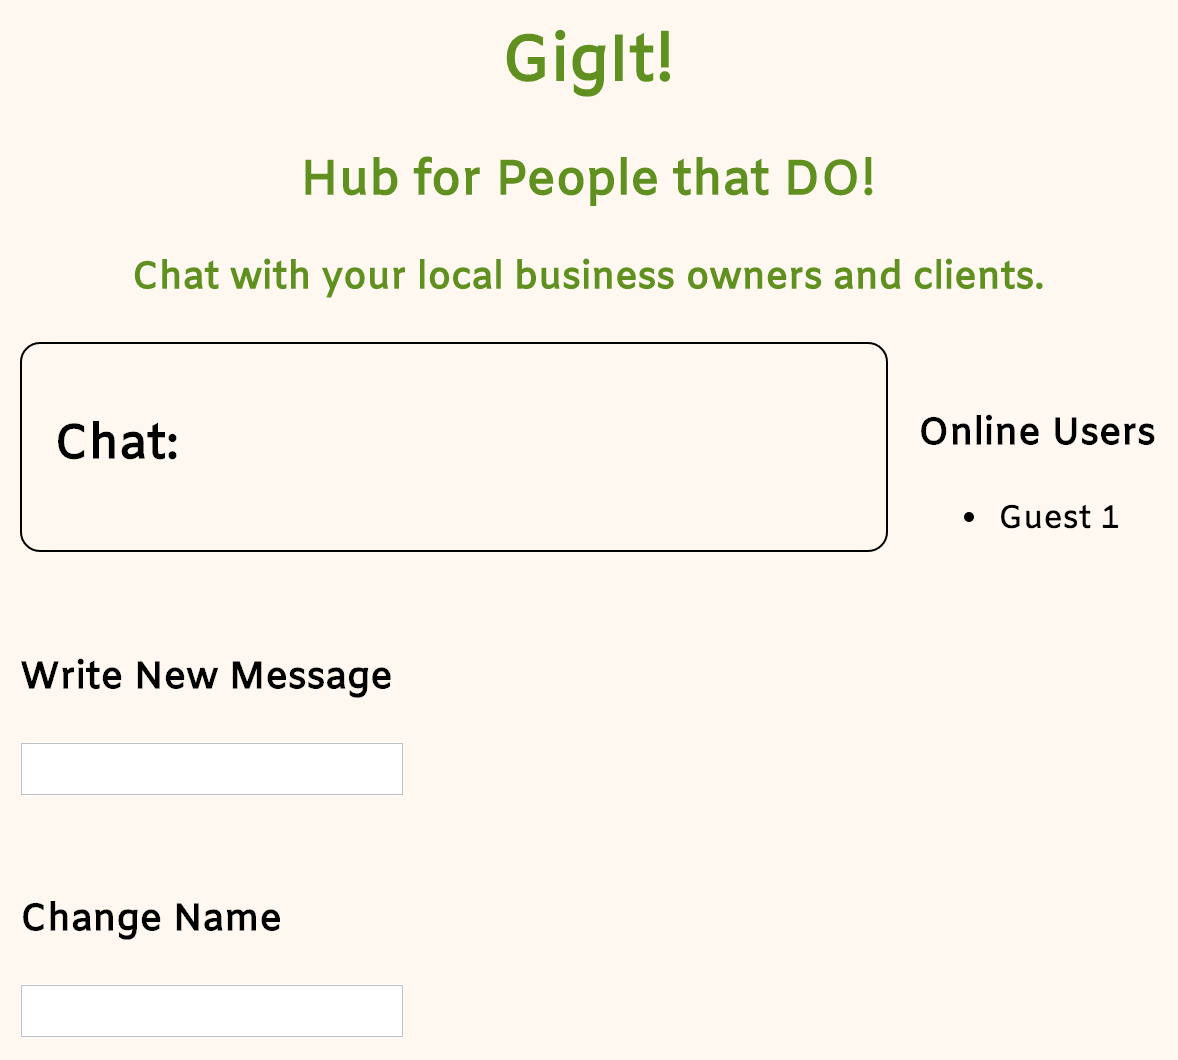 GigIt!
Hub for People that DO!
Chat with your local business owners and clients.
Chat:
Online Users
• Guest 1
Write New Message
Change Name